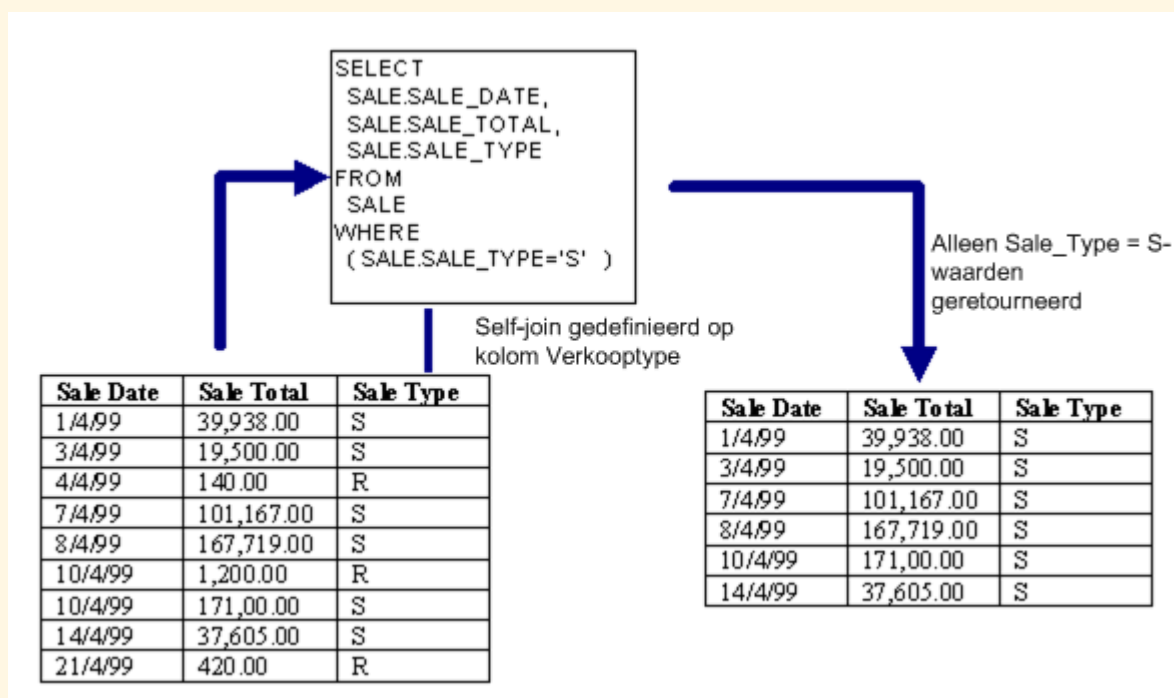 SELECT
SALE.SALE_DATE,
SALE.SALE_TOTAL,
SALE.SALE_TYPE
FROM
SALE
WHERE
( SALE.SALE_TYPE='S' )
Alleen Sale_Type = S-
waarden
geretourneerd
Self-join gedefinieerd op
kolom Verkooptype
Sale Date Sale Total Sale Type
1/4/99 39,938.00 S
3/4/99 19,500.00 S
4/4/99 140.00 R
7/4/99 101,167.00 S
8/4/99 167,719.00 S
10/4/99 1,200.00 R
10/4/99 171,00.00 S
14/4/99 37,605.00 S
21/4/99 420.00 R
Sale Date Sale Total Sale Type
1/4/99 39,938.00 S
3/4/99 19,500.00 S
7/4/99 101,167.00 S
8/4/99 167,719.00 S
10/4/99 171,00.00 S
14/4/99 37,605.00 S